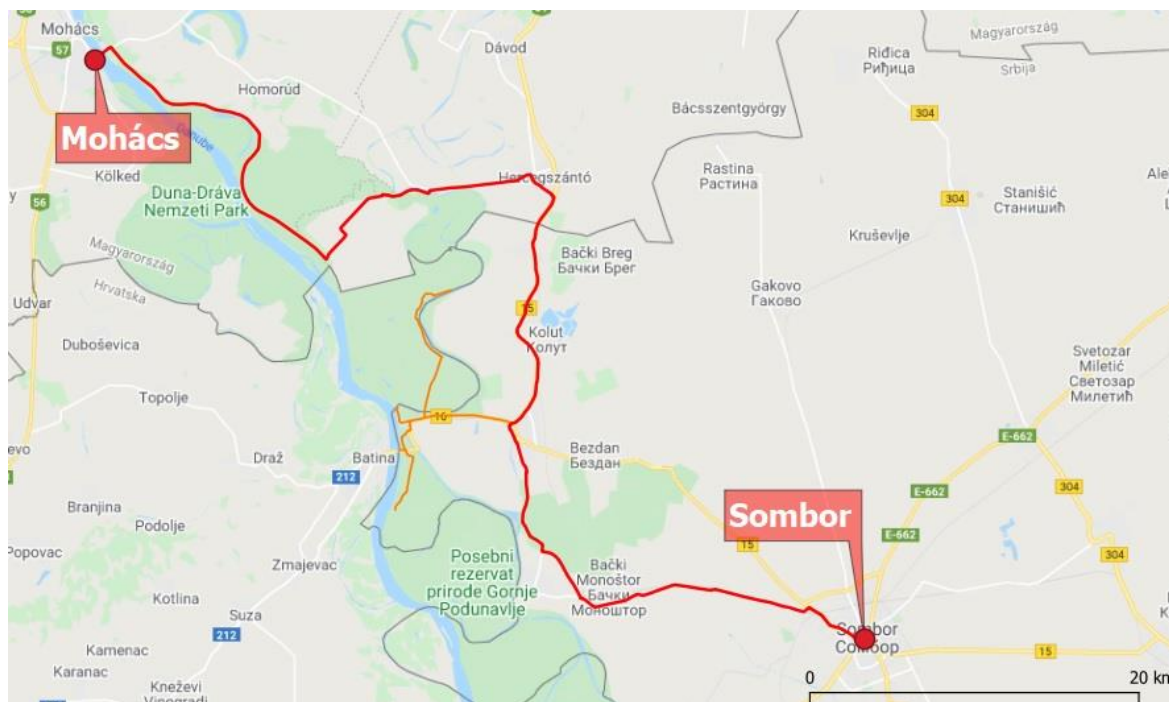 Mohács
57
Mohács
Homorúd
Dávod
Magyarország
Srbija
Riđica
Риђица
304
Bácsszentgyörgy
Danube
Kölked
56
Duna-Dráva
Nemzeti Park
Hercegszántó
Rastina
Растина
304
Stanišić
Станишић
Kruševlje
Magyarország
Hrvatska
Bački Breg
Бачки Брег
Gakovo
Гаково
Udvar
15
Kolut
Колут
Duboševica
Svetozar
Miletić
Светозар
Милетић
Topolje
16
Draž
Batina
212
Bezdan
Бездан
E-662
304
E-662
Branjina
Podolje
Popovac
Sombor
15
E-662
304
Zmajevac
Posebni
rezervat
prirode Gornje
Podunavlje
Bački
Monoštor
Бачки
Моноштор
Kotlina
Suza
212
Sombor
Сомбор
15
Kamenac
Karanac
Kneževi
Vinogradi
0
20 km